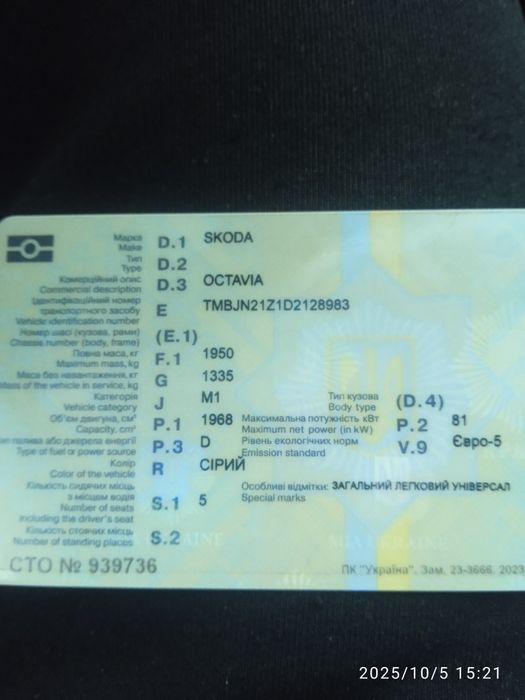 Марка D.1 SKODA
Make
Тип D.2
Type
Комерційний опис D.3 OCTAVIA
Commercial description
Ідентифікаційний номер E TMBJN21Z1D2128983
транспортного засобу
Vehicle identification number
Номер шасі (кузова, рами) (E.1)
Chassis number (body, frame)
Повна маса, кг F.1 1950
Maximum mass, kg
Маса без навантаження, кг G 1335
Mass of the vehicle in service, kg
Категорія J M1 Тип кузова (D.4)
Vehicle category Body type
Об'єм двигуна, см³ P.1 1968 Максимальна потужність кВт P.2 81
Capacity, cm³ Maximum net power (in kW)
палива або джерела енергії P.3 D Рівень екологічних норм V.9 Євро-5
Type of fuel or power source Emission standard
Колір R СІРИЙ
Color of the vehicle
Кількість сидячих місць S.1 5 Особливі відмітки: ЗАГАЛЬНИЙ ЛЕГКОВИЙ УНІВЕРСАЛ
з місцем водія Special marks
Number of seats
including the driver's seat
Кількість стоячих місць S.2
Number of standing places
MIA UKRAINE
СТО № 939736
ПК "Україна". Зам. 23-3666. 2023
2025/10/5 15:21